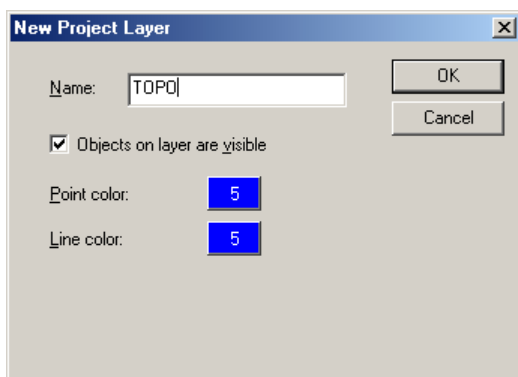 New Project Layer
Name: TOPO
OK
Cancel
Objects on layer are visible
Point color: 5
Line color: 5